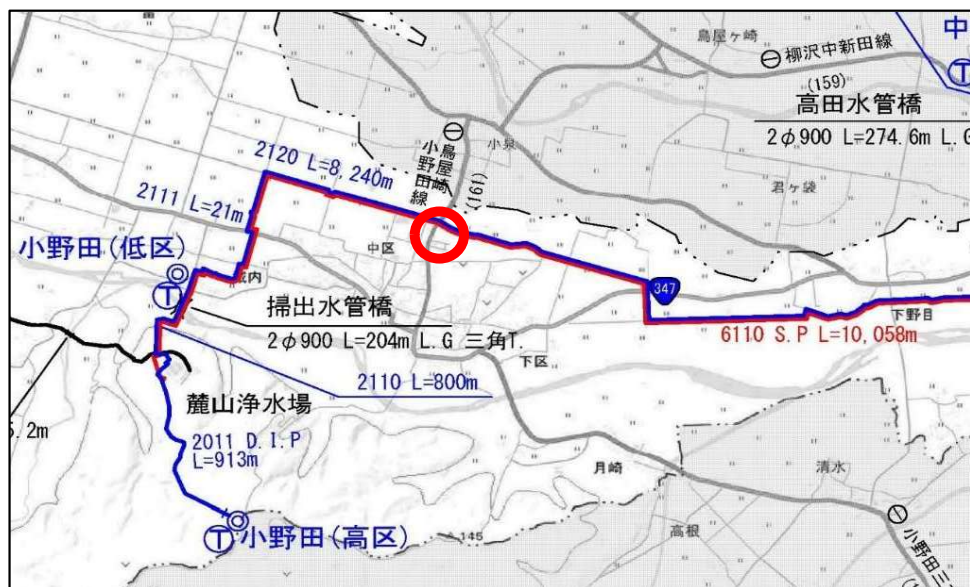 鳥屋ヶ崎
中
柳沢中新田線
(159)
高田水管橋
2φ900 L=274.6m L.G
小泉
鳥屋崎
小野田線
(161)
君ヶ袋
2120 L=8,240m
2111 L=21m
小野田(低区)
T
中区
347
下野目
掃出水管橋
2φ900 L=204m L.G 三角T.
6110 S.P L=10,058m
下区
2110 L=800m
麓山浄水場
5.2m
2011 D.I.P
L=913m
月崎
清水
T
小野田(高区)
145
高根
小野田三